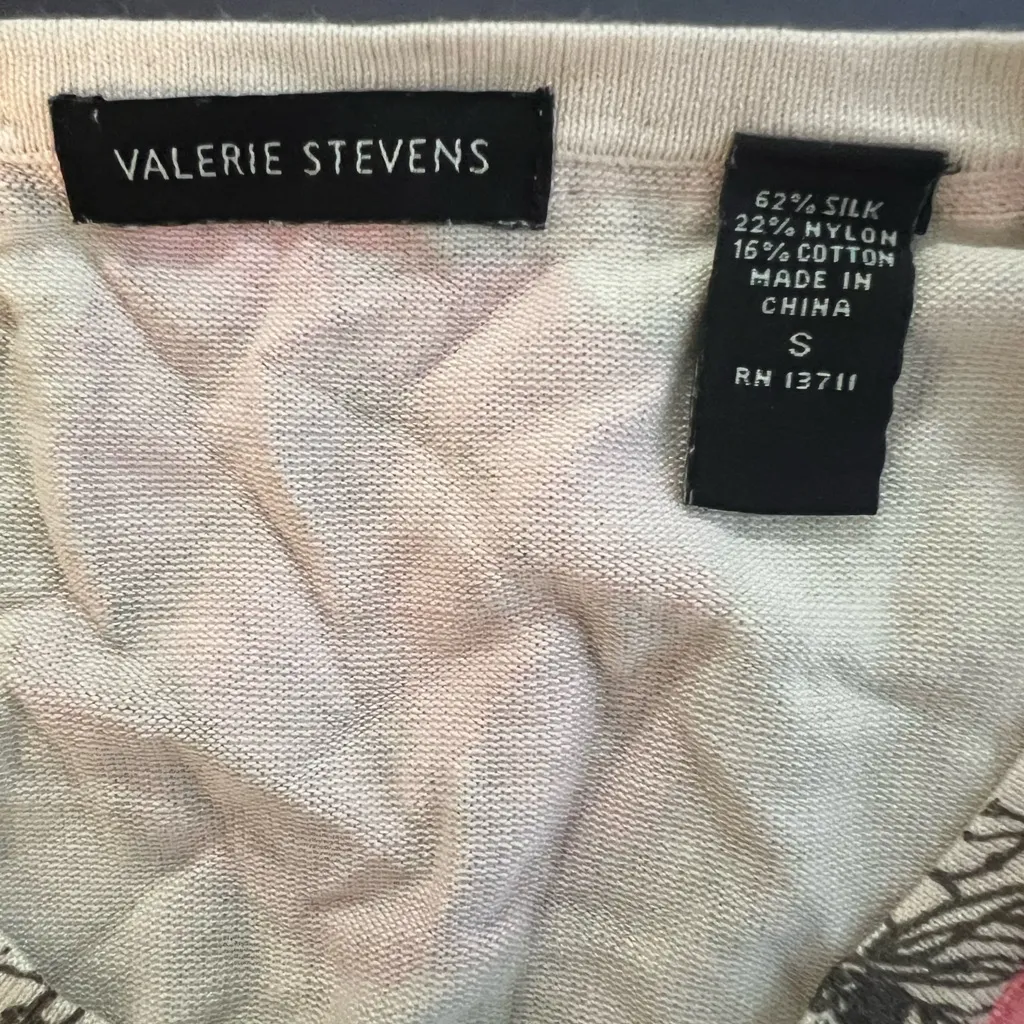 VALERIE STEVENS
62% SILK
22% NYLON
16% COTTON
MADE IN
CHINA
S
RN 13711